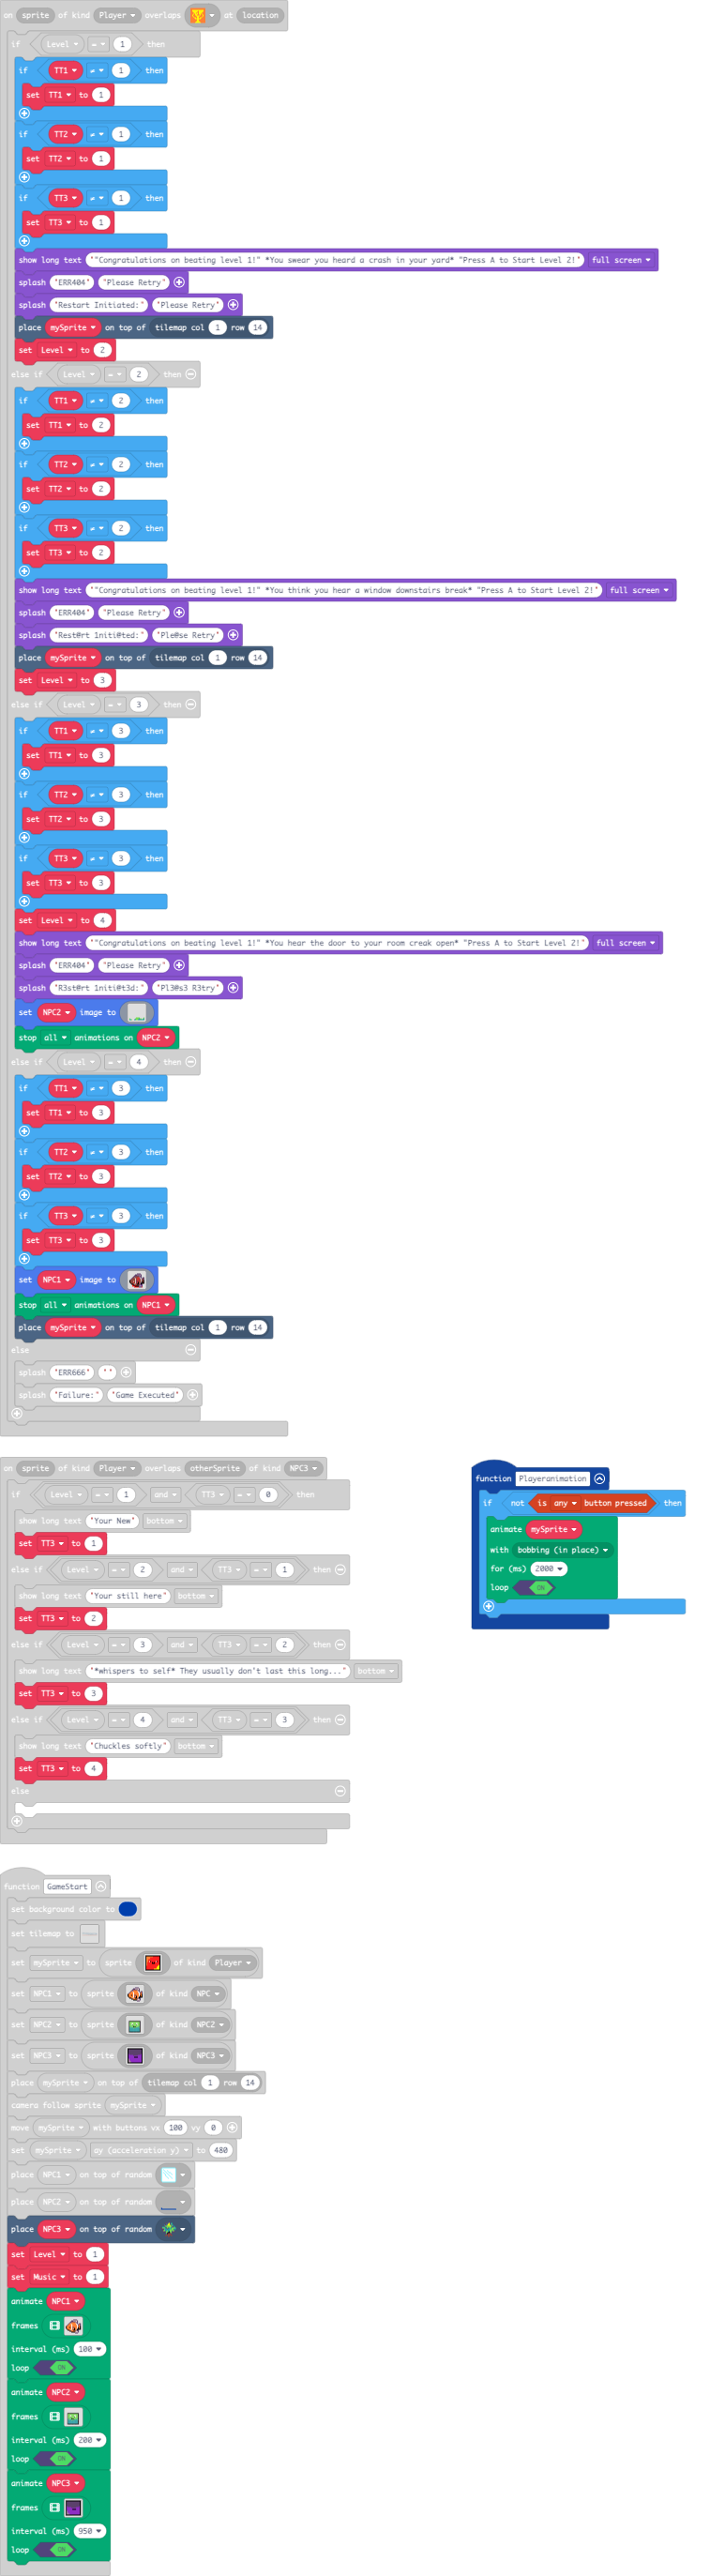 on sprite of kind Player overlaps at location
if Level = 1 then
if TT1 ≠ 1 then
set TT1 to 1
if TT2 ≠ 1 then
set TT2 to 1
if TT3 ≠ 1 then
set TT3 to 1
show long text ""Congratulations on beating level 1!" *You swear you heard a crash in your yard* "Press A to Start Level 2!" full screen
splash "ERR404" "Please Retry"
splash "Restart Initiated:" "Please Retry"
place mySprite on top of tilemap col 1 row 14
set Level to 2
else if Level = 2 then
if TT1 ≠ 2 then
set TT1 to 2
if TT2 ≠ 2 then
set TT2 to 2
if TT3 ≠ 2 then
set TT3 to 2
show long text ""Congratulations on beating level 1!" *You think you hear a window downstairs break* "Press A to Start Level 2!" full screen
splash "ERR404" "Please Retry"
splash "Rest@rt 1niti@ted:" "Ple@se Retry"
place mySprite on top of tilemap col 1 row 14
set Level to 3
else if Level = 3 then
if TT1 ≠ 3 then
set TT1 to 3
if TT2 ≠ 3 then
set TT2 to 3
if TT3 ≠ 3 then
set TT3 to 3
set Level to 4
show long text ""Congratulations on beating level 1!" *You hear the door to your room creak open* "Press A to Start Level 2!" full screen
splash "ERR404" "Please Retry"
splash "R3st@rt 1niti@t3d:" "Pl3@s3 R3try"
set NPC2 image to
stop all animations on NPC2
else if Level = 4 then
if TT1 ≠ 3 then
set TT1 to 3
if TT2 ≠ 3 then
set TT2 to 3
if TT3 ≠ 3 then
set TT3 to 3
set NPC1 image to
stop all animations on NPC1
place mySprite on top of tilemap col 1 row 14
else
splash "ERR666" ""
splash "Failure:" "Game Executed"
on sprite of kind Player overlaps otherSprite of kind NPC3
if Level = 1 and TT3 = 0 then
show long text "Your New" bottom
set TT3 to 1
else if Level = 2 and TT3 = 1 then
show long text "Your still here" bottom
set TT3 to 2
else if Level = 3 and TT3 = 2 then
show long text "*whispers to self* They usually don't last this long..." bottom
set TT3 to 3
else if Level = 4 and TT3 = 3 then
show long text "Chuckles softly" bottom
set TT3 to 4
else
function Playeranimation
if not is any button pressed then
animate mySprite
with bobbing (in place)
for (ms) 2000
loop ON
function GameStart
set background color to
set tilemap to
set mySprite to sprite of kind Player
set NPC1 to sprite of kind NPC
set NPC2 to sprite of kind NPC2
set NPC3 to sprite of kind NPC3
place mySprite on top of tilemap col 1 row 14
camera follow sprite mySprite
move mySprite with buttons vx 100 vy 0
set mySprite ay (acceleration y) to 480
place NPC1 on top of random
place NPC2 on top of random
place NPC3 on top of random
set Level to 1
set Music to 1
animate NPC1
frames
interval (ms) 100
loop ON
animate NPC2
frames
interval (ms) 200
loop ON
animate NPC3
frames
interval (ms) 950
loop ON